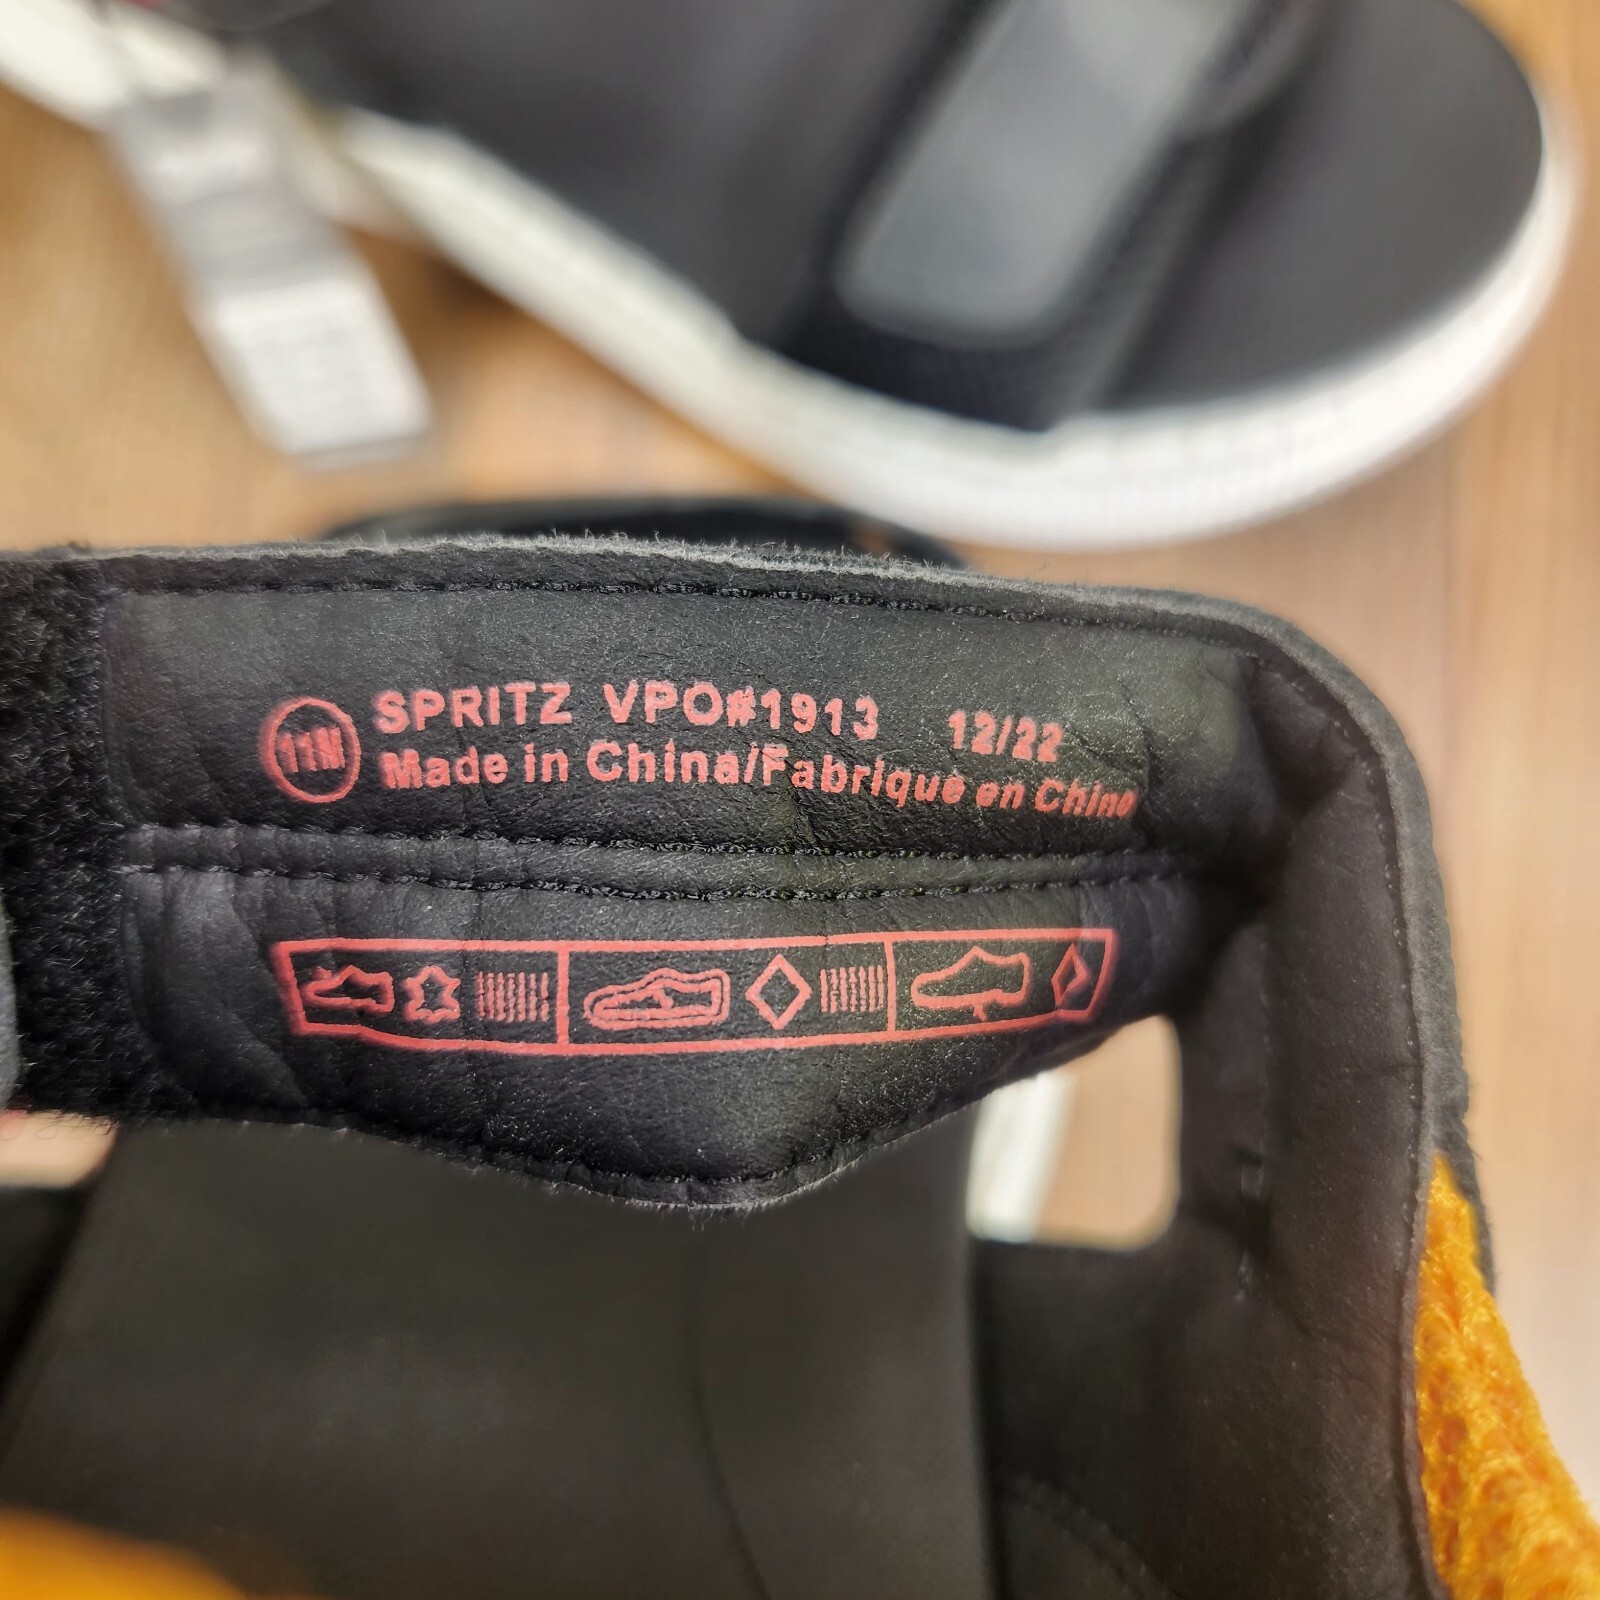 11M
SPRITZ VPO#1913 12/22
Made in China/Fabrique en Chine